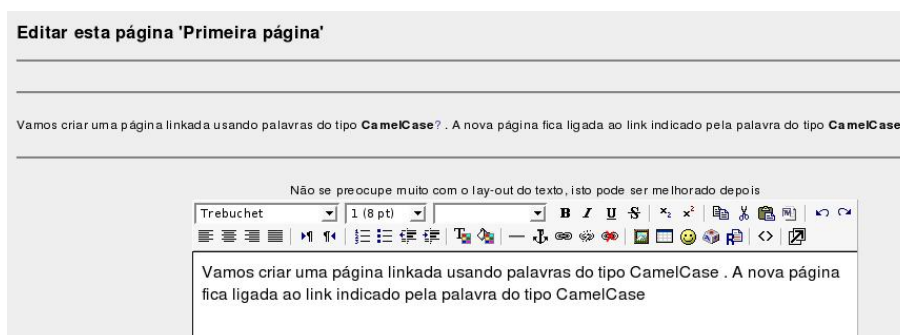 Editar esta página 'Primeira página'
Vamos criar uma página linkada usando palavras do tipo CamelCase? . A nova página fica ligada ao link indicado pela palavra do tipo CamelCase
Não se preocupe muito com o lay-out do texto, isto pode ser melhorado depois
Trebuchet 1 (8 pt) B I U S x₂ x²
Vamos criar uma página linkada usando palavras do tipo CamelCase . A nova página
fica ligada ao link indicado pela palavra do tipo CamelCase